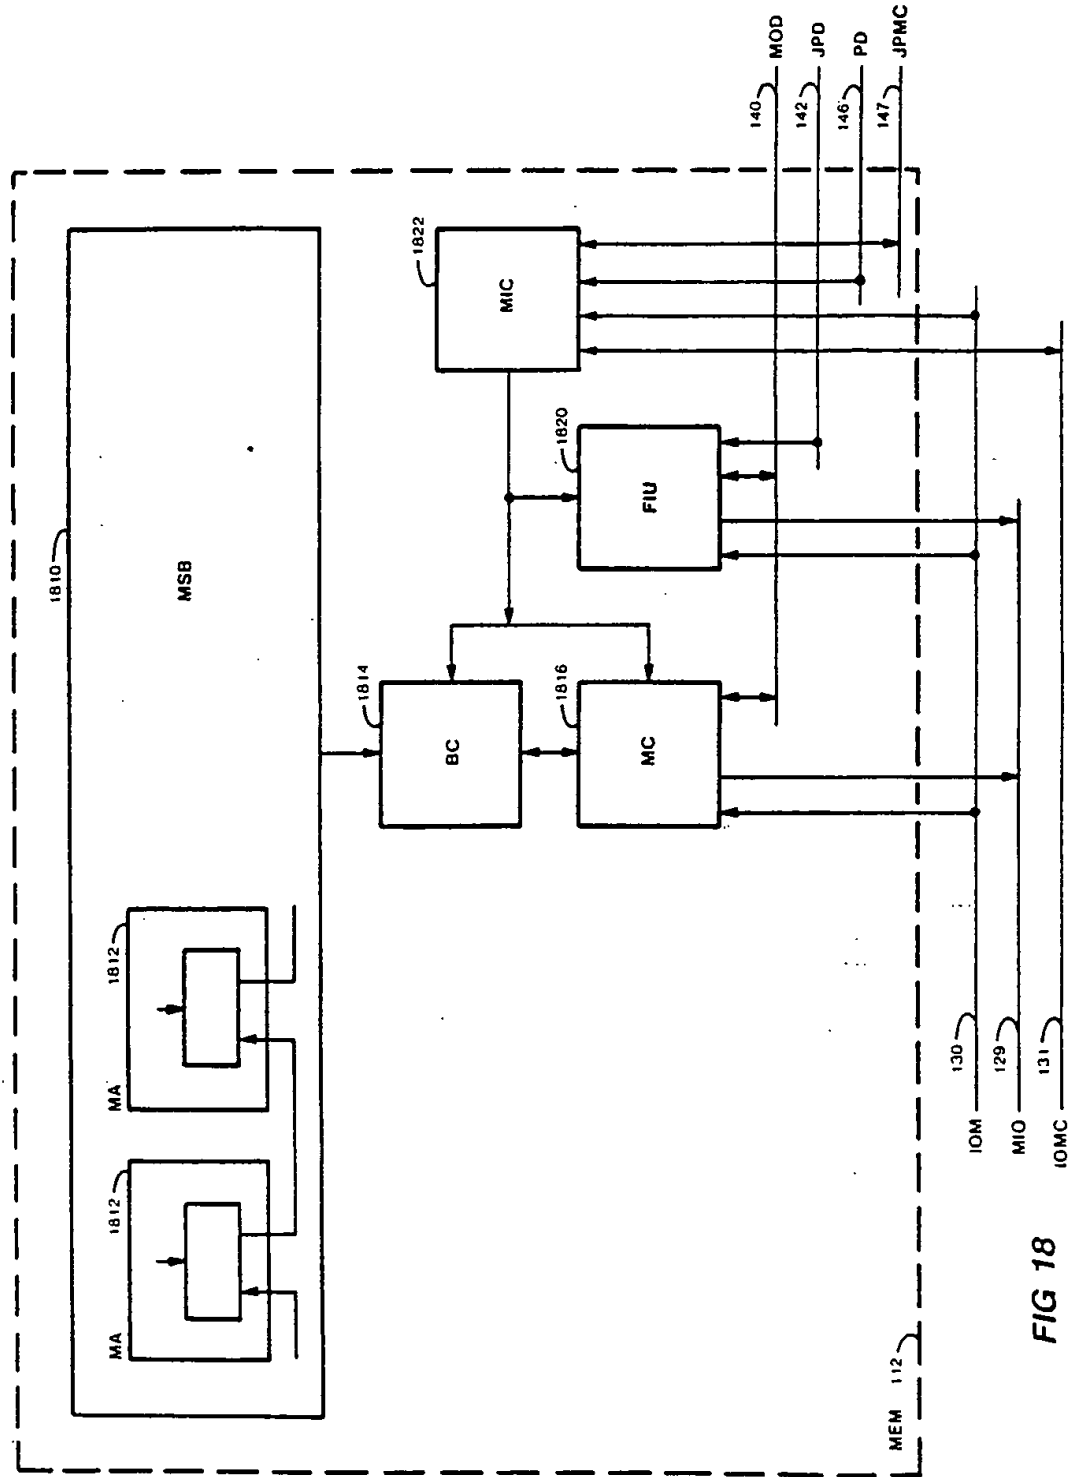 MEM 112
MSB
1810
MA
1812
MA
1812
BC
1814
MC
1816
FIU
1820
MIC
1822
140
MOD
142
JPD
146
PD
147
JPMC
IOM
130
MIO
129
IOMC
131
FIG 18